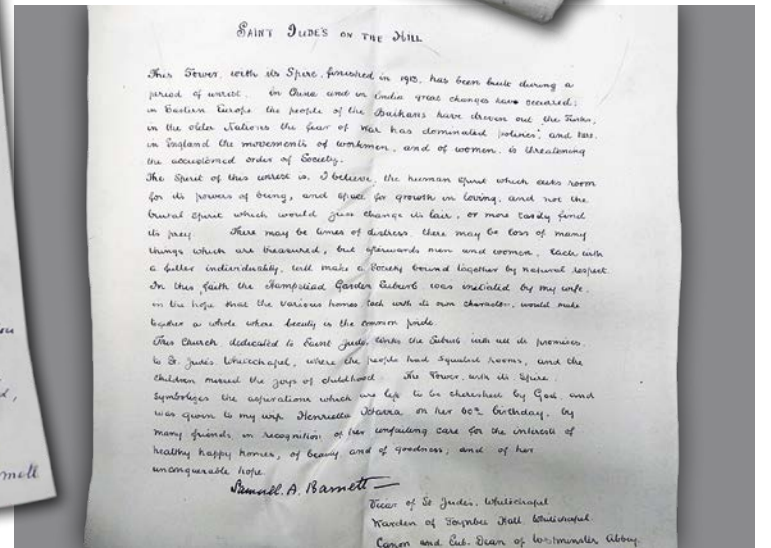 SAINT JUDE'S ON THE HILL
This Tower, with its Spire, finished in 1913, has been built during a
period of unrest. in China and in India great changes have occured;
in Eastern Europe the people of the Balkans have driven out the Turks,
in the older Nations the fear of war has dominated politics; and here
in England the movements of workmen, and of women, is threatening
the accustomed order of Society.
The Spirit of this unrest is, I believe, the human spirit which asks room
for its powers of being, and space for growth in loving, and not the
brutal spirit which would just change its lair, or more easily find
its prey. There may be times of distress, there may be loss of many
things which are treasured, but afterwards men and women, each with
a fuller individuality, will make a Society bound together by natural respect.
In this faith the Hampstead Garden Suburb was initiated by my wife,
in the hope that the various homes, each with its own character, would make
together a whole where beauty is the common pride.
This Church dedicated to Saint Jude, links the Suburb with all its promises
to St. Jude's Whitechapel, where the people had squalid rooms, and the
children missed the joys of childhood. The Tower, with its Spire,
symbolizes the aspirations which are left to be cherished by God, and
was given to my wife Henrietta Octavia, on her 60th birthday, by
many friends, in recognition of her unfailing care for the interests of
healthy happy homes, of beauty and of goodness, and of her
unconquerable hope.
Samuel. A. Barnett
Vicar of St Jude's, Whitechapel
Warden of Toynbee Hall, Whitechapel
Canon and Sub. Dean of Westminster Abbey.